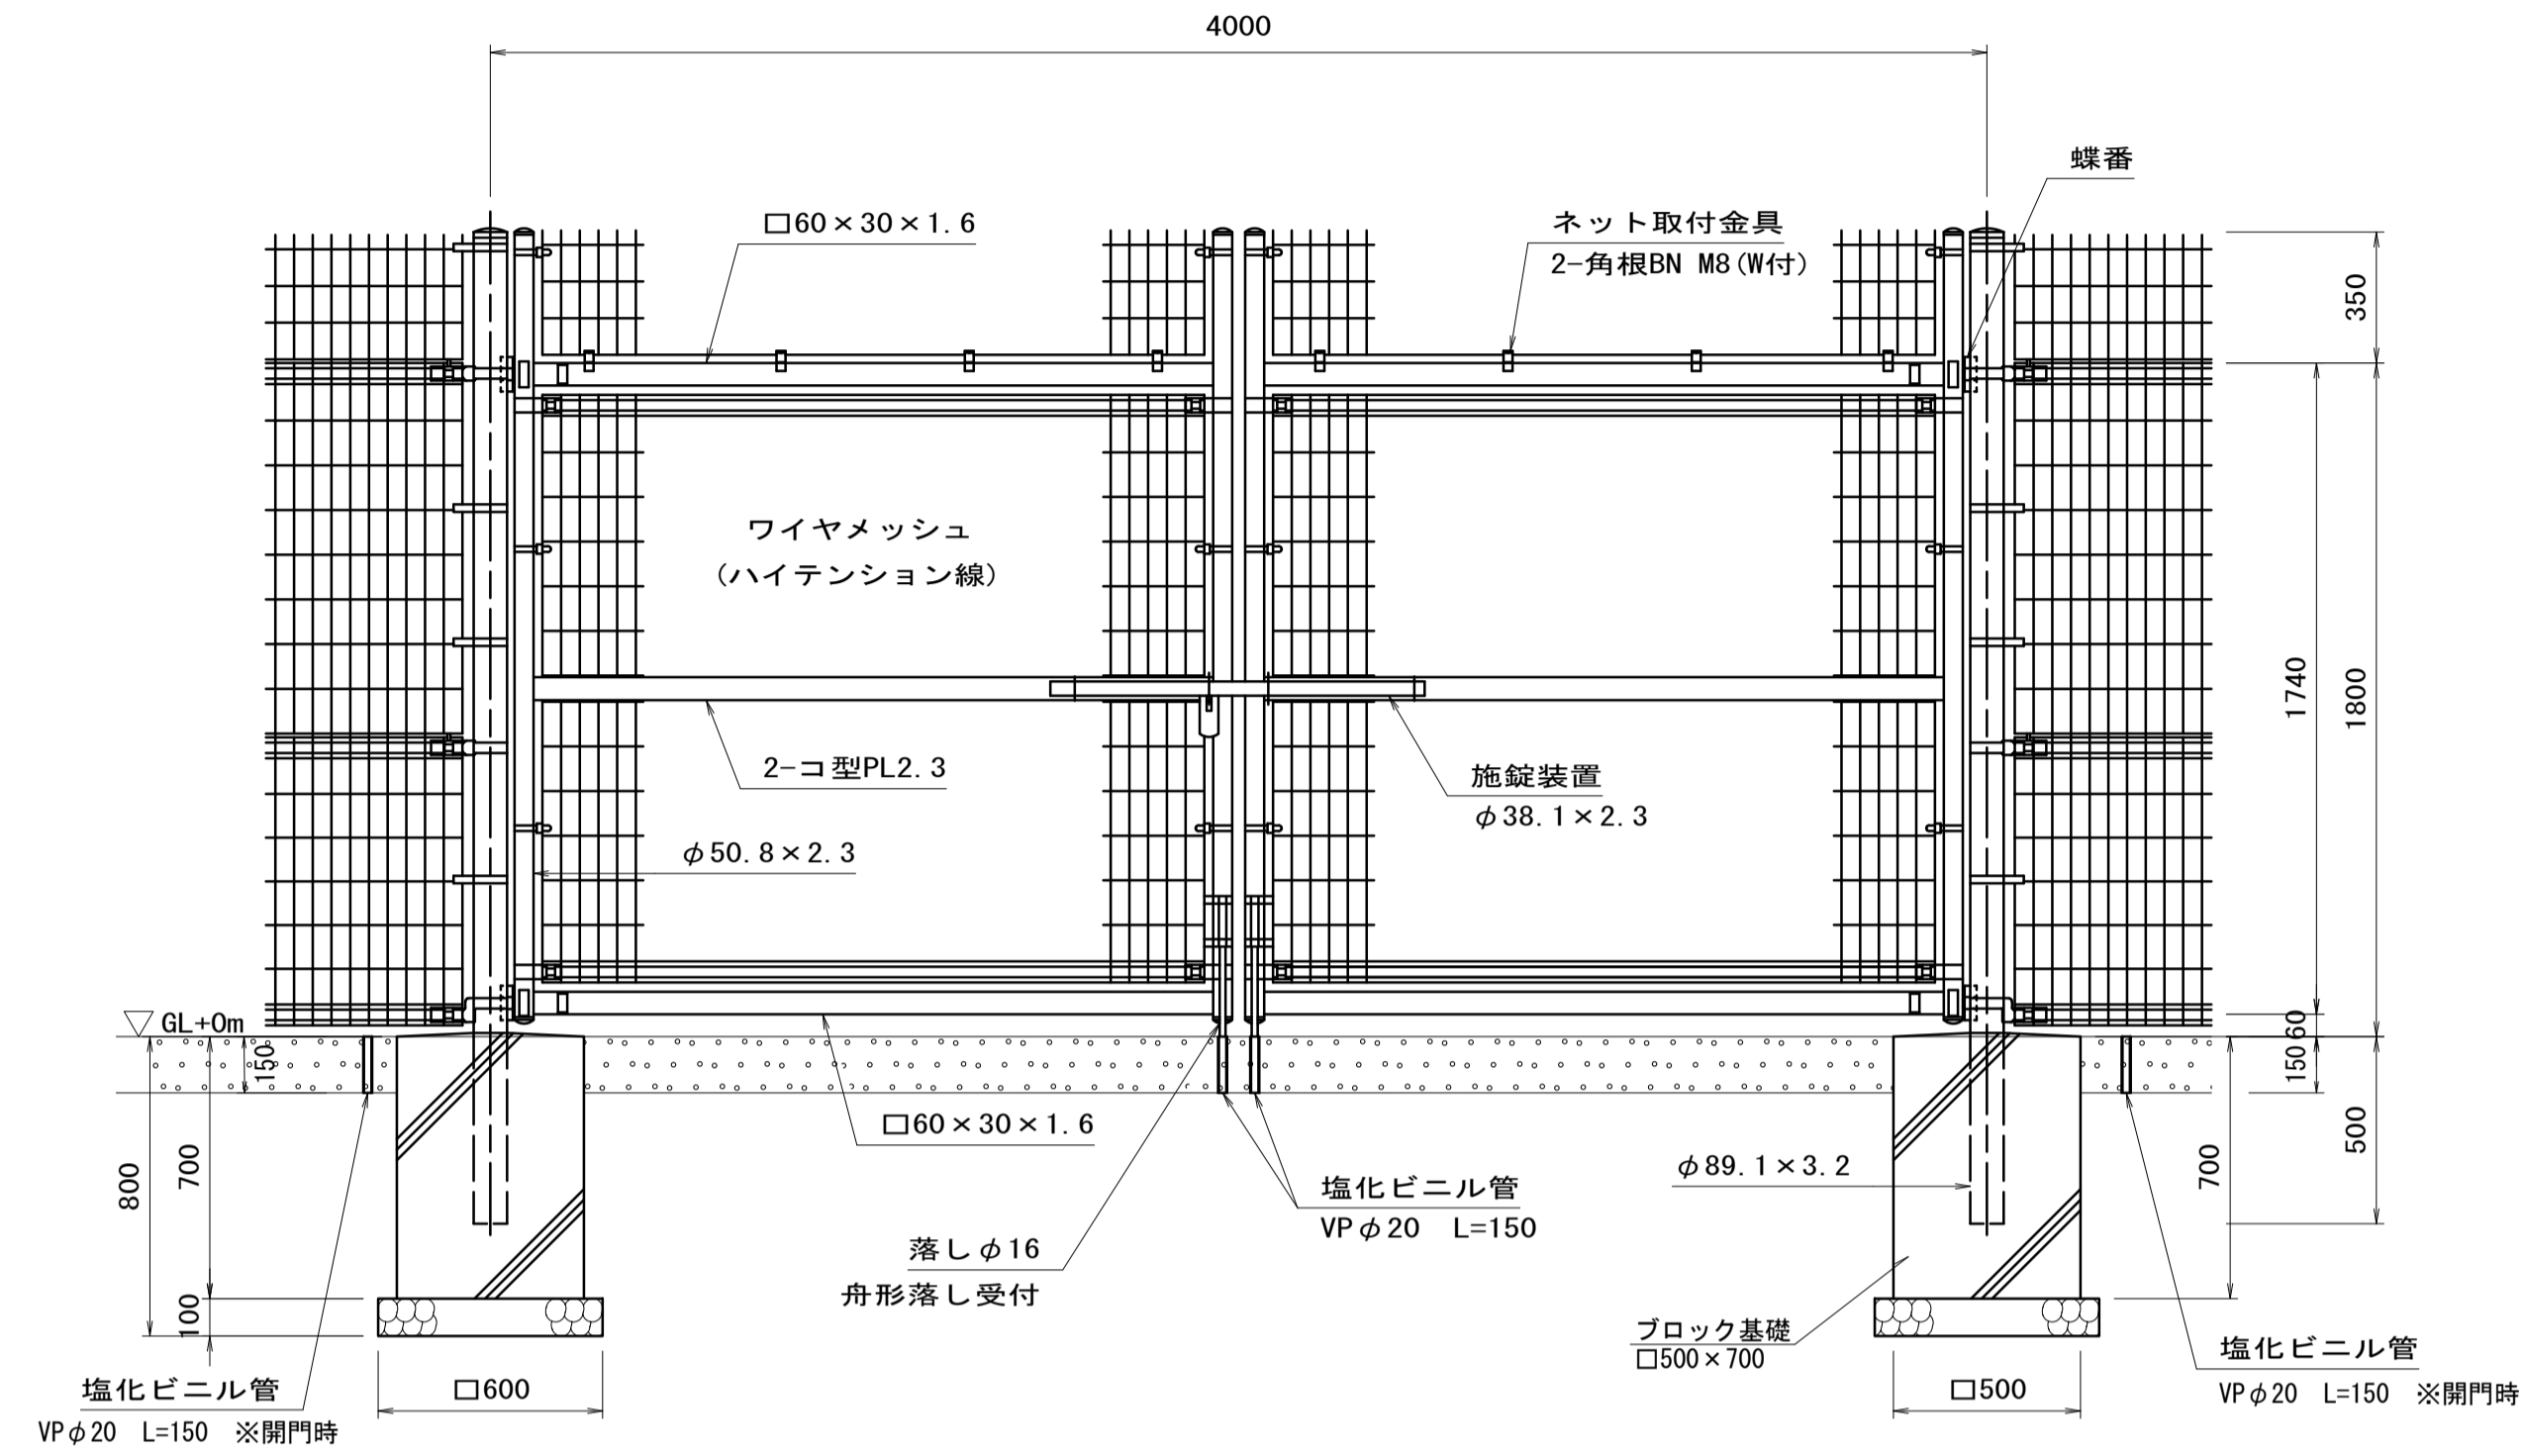 4000
蝶番
□60×30×1.6
ネット取付金具
2-角根BN M8(W付)
350
ワイヤメッシュ
(ハイテンション線)
1740
1800
2-コ型PL2.3
施錠装置
φ38.1×2.3
φ50.8×2.3
GL+0m
60
150
150
□60×30×1.6
500
φ89.1×3.2
700
700
800
塩化ビニル管
VPφ20 L=150
落しφ16
舟形落し受付
100
ブロック基礎
□500×700
塩化ビニル管
VPφ20 L=150 ※開門時
□600
□500
塩化ビニル管
VPφ20 L=150 ※開門時